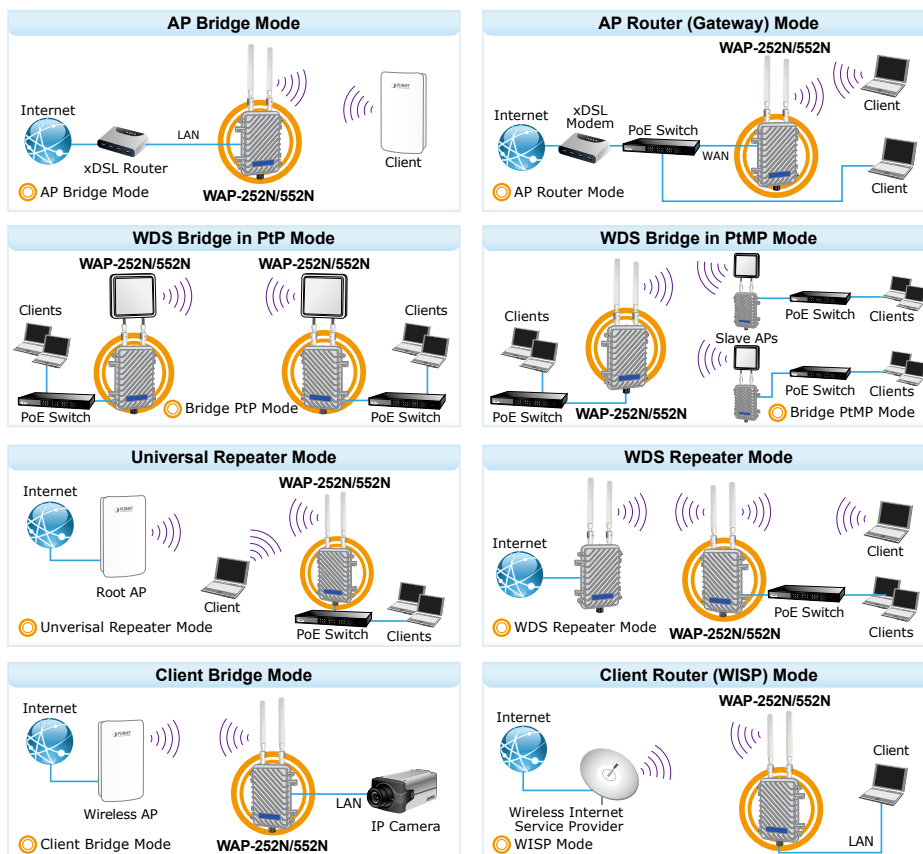 AP Bridge Mode
Internet
LAN
xDSL Router
WAP-252N/552N
PLANET
Client
AP Bridge Mode
AP Router (Gateway) Mode
WAP-252N/552N
Internet
xDSL
Modem
PoE Switch
WAN
Client
Client
AP Router Mode
WDS Bridge in PtP Mode
WAP-252N/552N
WAP-252N/552N
Clients
Clients
PoE Switch
Bridge PtP Mode
PoE Switch
WDS Bridge in PtMP Mode
Clients
PoE Switch
WAP-252N/552N
Slave APs
PoE Switch
Clients
PoE Switch
Clients
Bridge PtMP Mode
Universal Repeater Mode
WAP-252N/552N
Internet
PLANET
Root AP
Client
PoE Switch
Clients
Unverisal Repeater Mode
WDS Repeater Mode
Internet
Client
PoE Switch
Clients
WDS Repeater Mode
WAP-252N/552N
Client Bridge Mode
Internet
PLANET
Wireless AP
LAN
IP Camera
Client Bridge Mode
WAP-252N/552N
Client Router (WISP) Mode
WAP-252N/552N
Internet
Client
Wireless Internet
Service Provider
LAN
WISP Mode